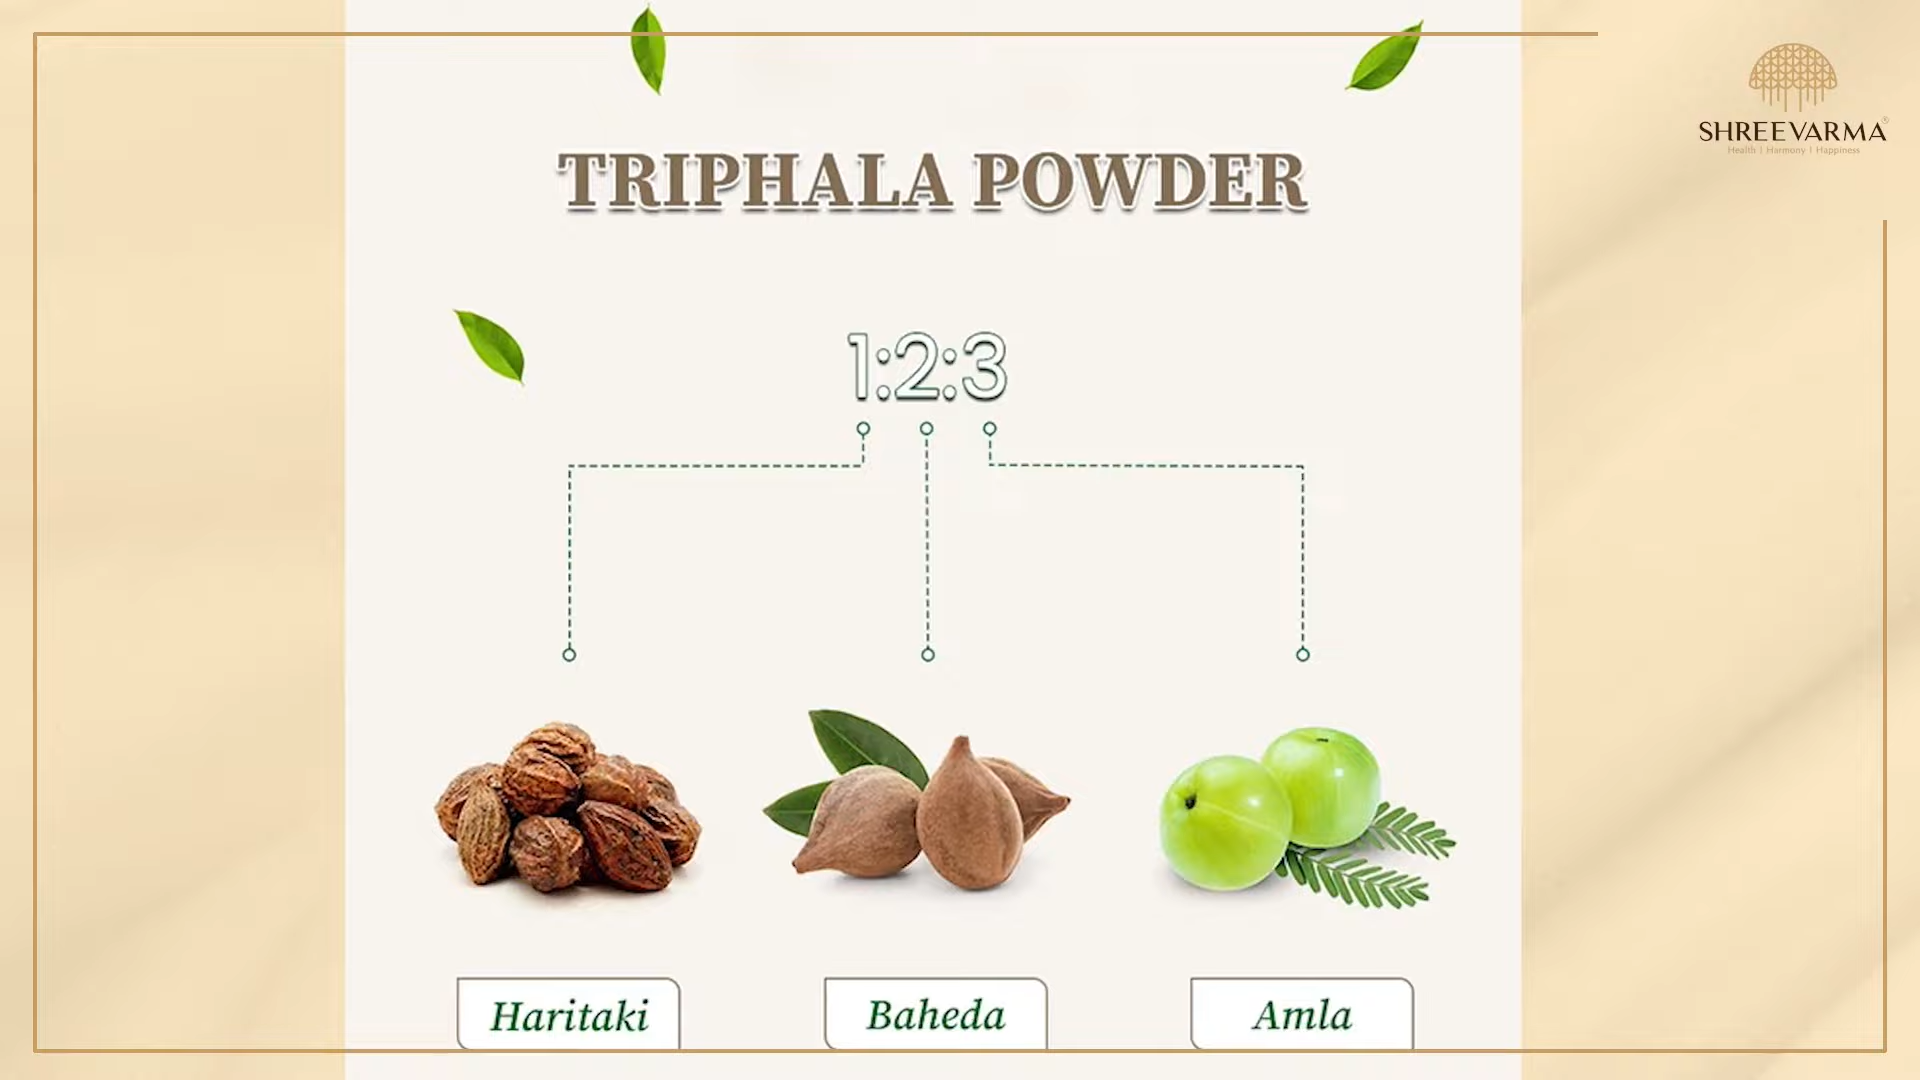 SHREEVARMA®
Health | Harmony | Happiness
TRIPHALA POWDER
1:2:3
Haritaki
Baheda
Amla